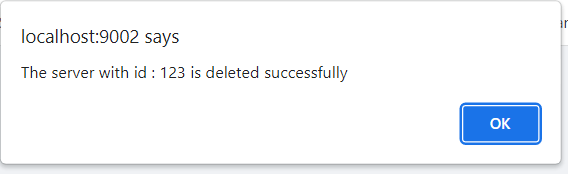 localhost:9002 says
The server with id : 123 is deleted successfully
OK